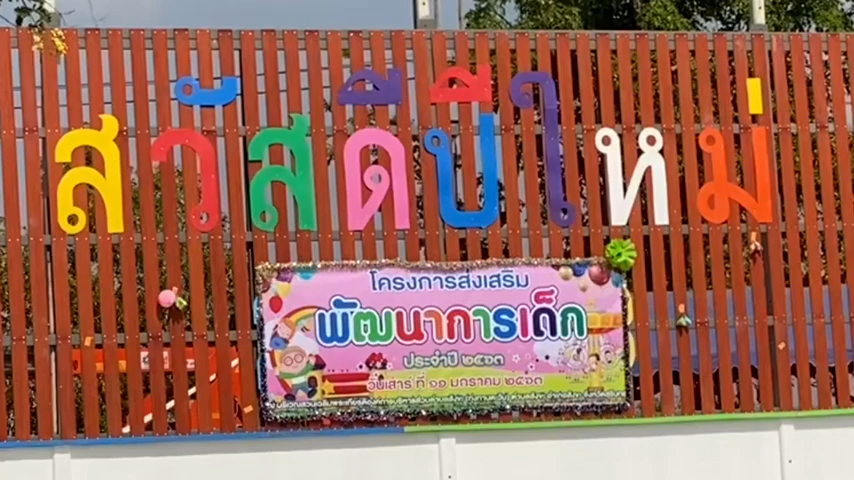 สวัสดีปีใหม่
โครงการส่งเสริม
พัฒนาการเด็ก
ประจำปี ๒๕๖๓
วันเสาร์ ที่ ๑๑ มกราคม ๒๕๖๓